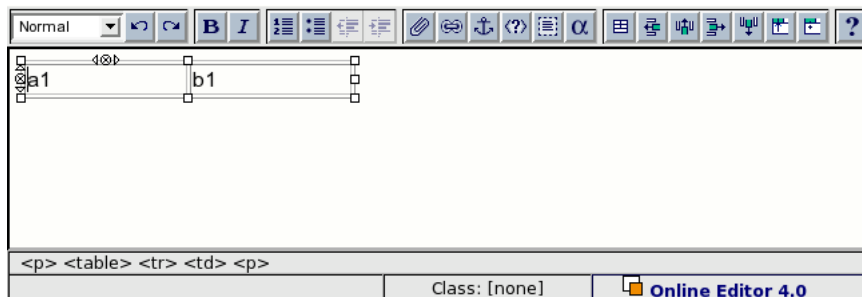 Normal B I <?> α ?
a1 b1
<p> <table> <tr> <td> <p>
Class: [none] Online Editor 4.0